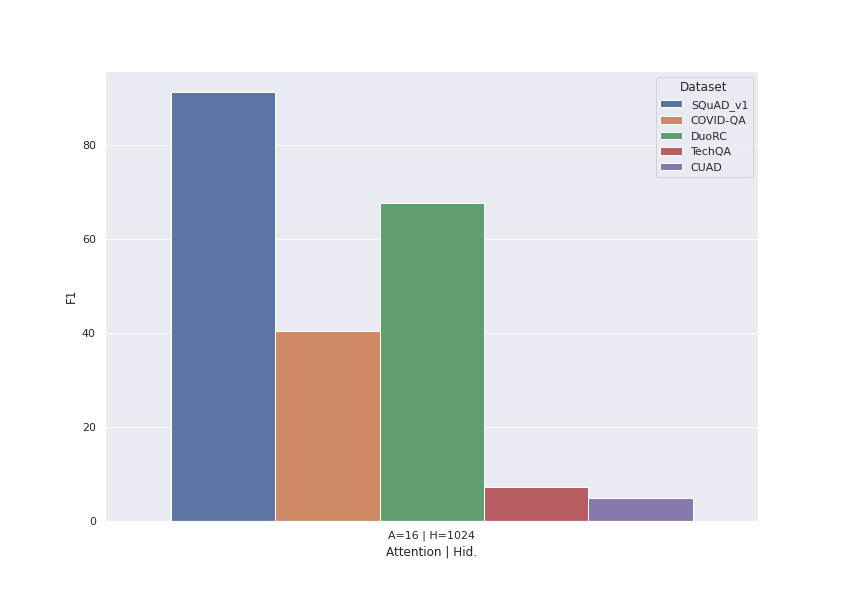 Dataset
SQuAD_v1
COVID-QA
DuoRC
TechQA
CUAD
80
60
40
20
0
F1
A=16 | H=1024
Attention | Hid.